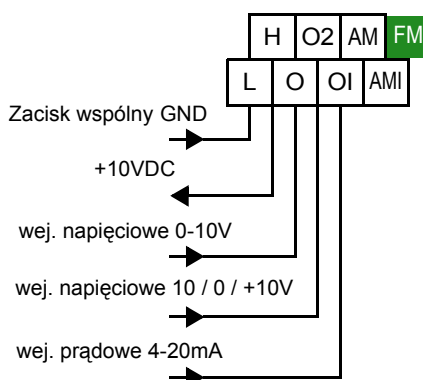 H O2 AM FM
L O OI AMI
Zacisk wspólny GND
+10VDC
wej. napięciowe 0-10V
wej. napięciowe 10 / 0 / +10V
wej. prądowe 4-20mA